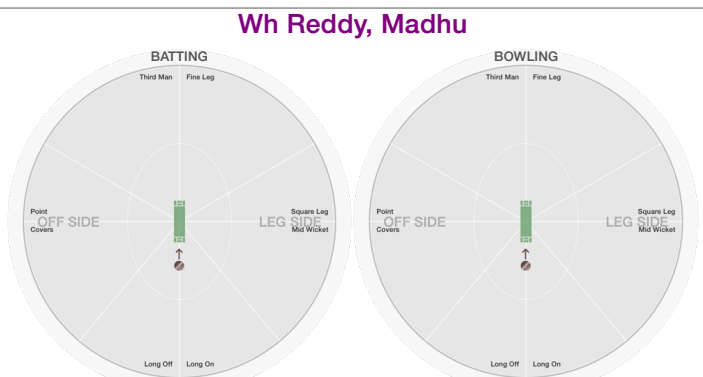 Wh Reddy, Madhu
BATTING
Third Man Fine Leg
Point
OFF SIDE
Covers
Square Leg
LEG SIDE
Mid Wicket
Long Off Long On
BOWLING
Third Man Fine Leg
Point
OFF SIDE
Covers
Square Leg
LEG SIDE
Mid Wicket
Long Off Long On